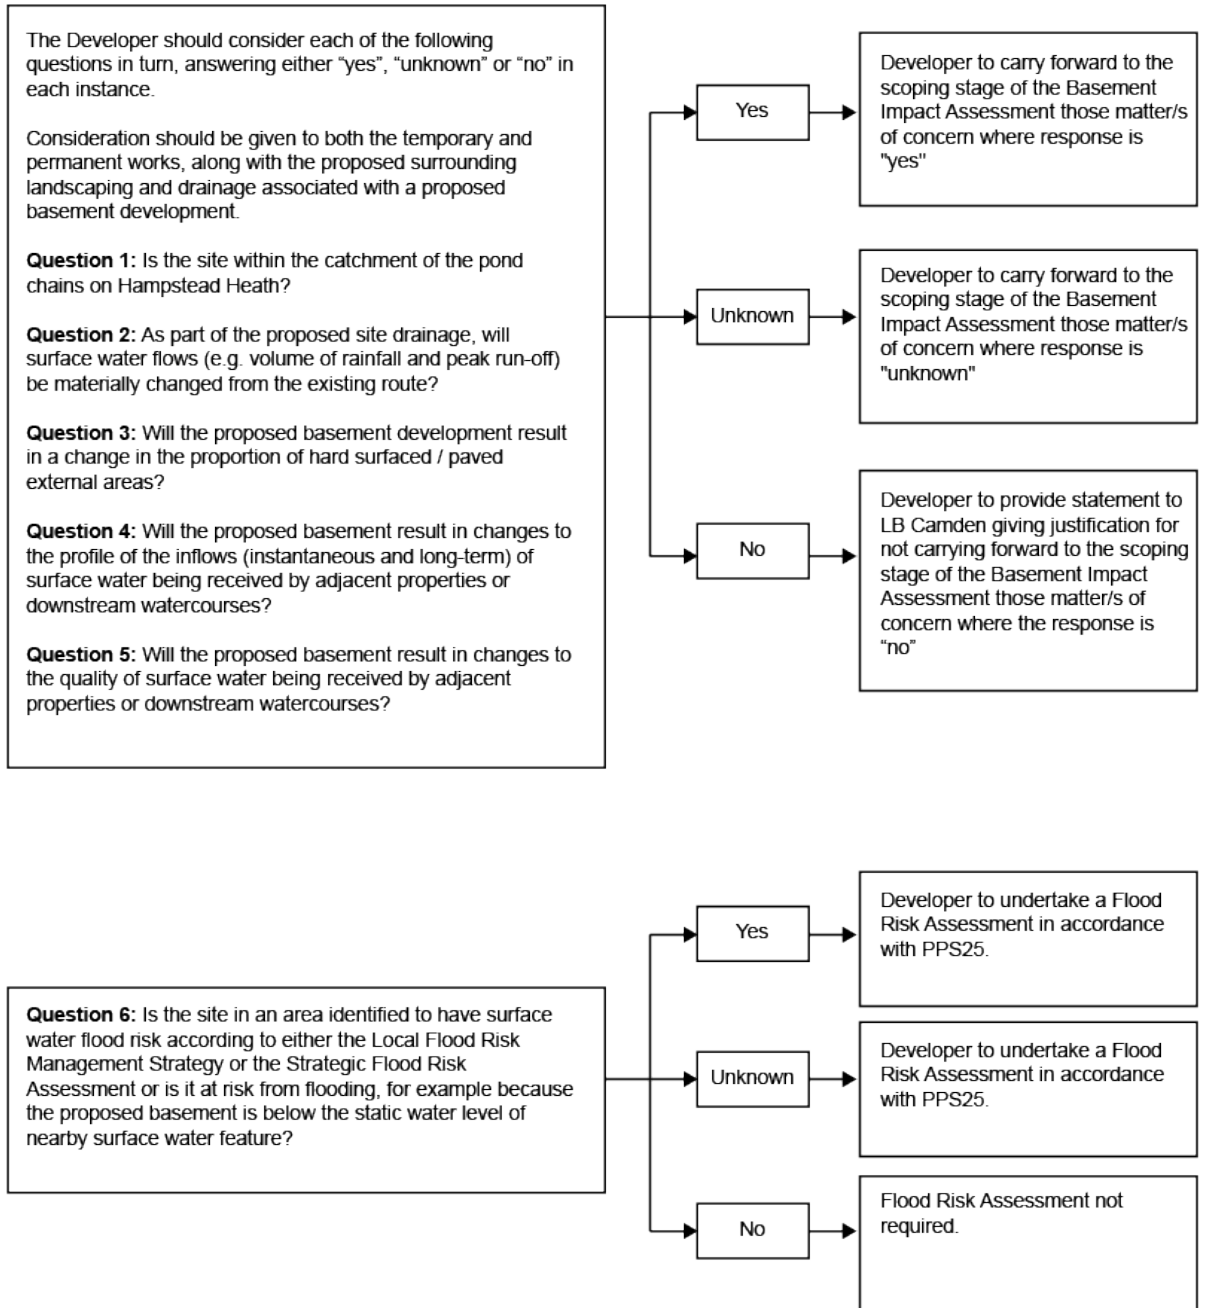 The Developer should consider each of the following
questions in turn, answering either “yes”, “unknown” or “no” in
each instance.
Consideration should be given to both the temporary and
permanent works, along with the proposed surrounding
landscaping and drainage associated with a proposed
basement development.
Question 1: Is the site within the catchment of the pond
chains on Hampstead Heath?
Question 2: As part of the proposed site drainage, will
surface water flows (e.g. volume of rainfall and peak run-off)
be materially changed from the existing route?
Question 3: Will the proposed basement development result
in a change in the proportion of hard surfaced / paved
external areas?
Question 4: Will the proposed basement result in changes to
the profile of the inflows (instantaneous and long-term) of
surface water being received by adjacent properties or
downstream watercourses?
Question 5: Will the proposed basement result in changes to
the quality of surface water being received by adjacent
properties or downstream watercourses?
Yes
Developer to carry forward to the
scoping stage of the Basement
Impact Assessment those matter/s
of concern where response is
"yes"
Unknown
Developer to carry forward to the
scoping stage of the Basement
Impact Assessment those matter/s
of concern where response is
"unknown"
No
Developer to provide statement to
LB Camden giving justification for
not carrying forward to the scoping
stage of the Basement Impact
Assessment those matter/s of
concern where the response is
“no”
Question 6: Is the site in an area identified to have surface
water flood risk according to either the Local Flood Risk
Management Strategy or the Strategic Flood Risk
Assessment or is it at risk from flooding, for example because
the proposed basement is below the static water level of
nearby surface water feature?
Yes
Developer to undertake a Flood
Risk Assessment in accordance
with PPS25.
Unknown
Developer to undertake a Flood
Risk Assessment in accordance
with PPS25.
No
Flood Risk Assessment not
required.